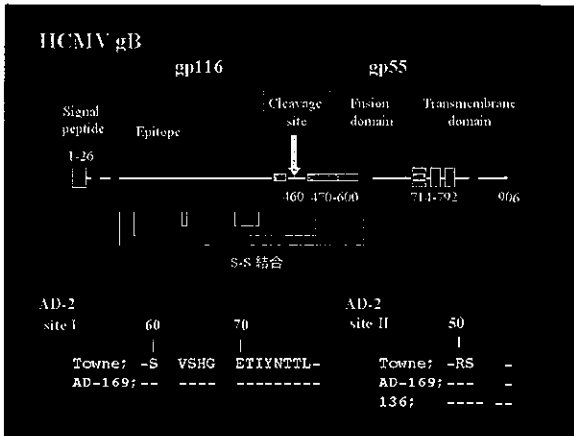 HCMV gB
gp116 gp55
Signal peptide
Epitope
Cleavage site
Fusion domain
Transmembrane domain
1-26
460 470-600 714-792 906
S-S 結合
AD-2
site I 60 70
Towne; -S VSHG ETIYNTTL-
AD-169;-- ---- ---------
AD-2
site II 50
Towne; -RS -
AD-169;--- -
136; ---- --